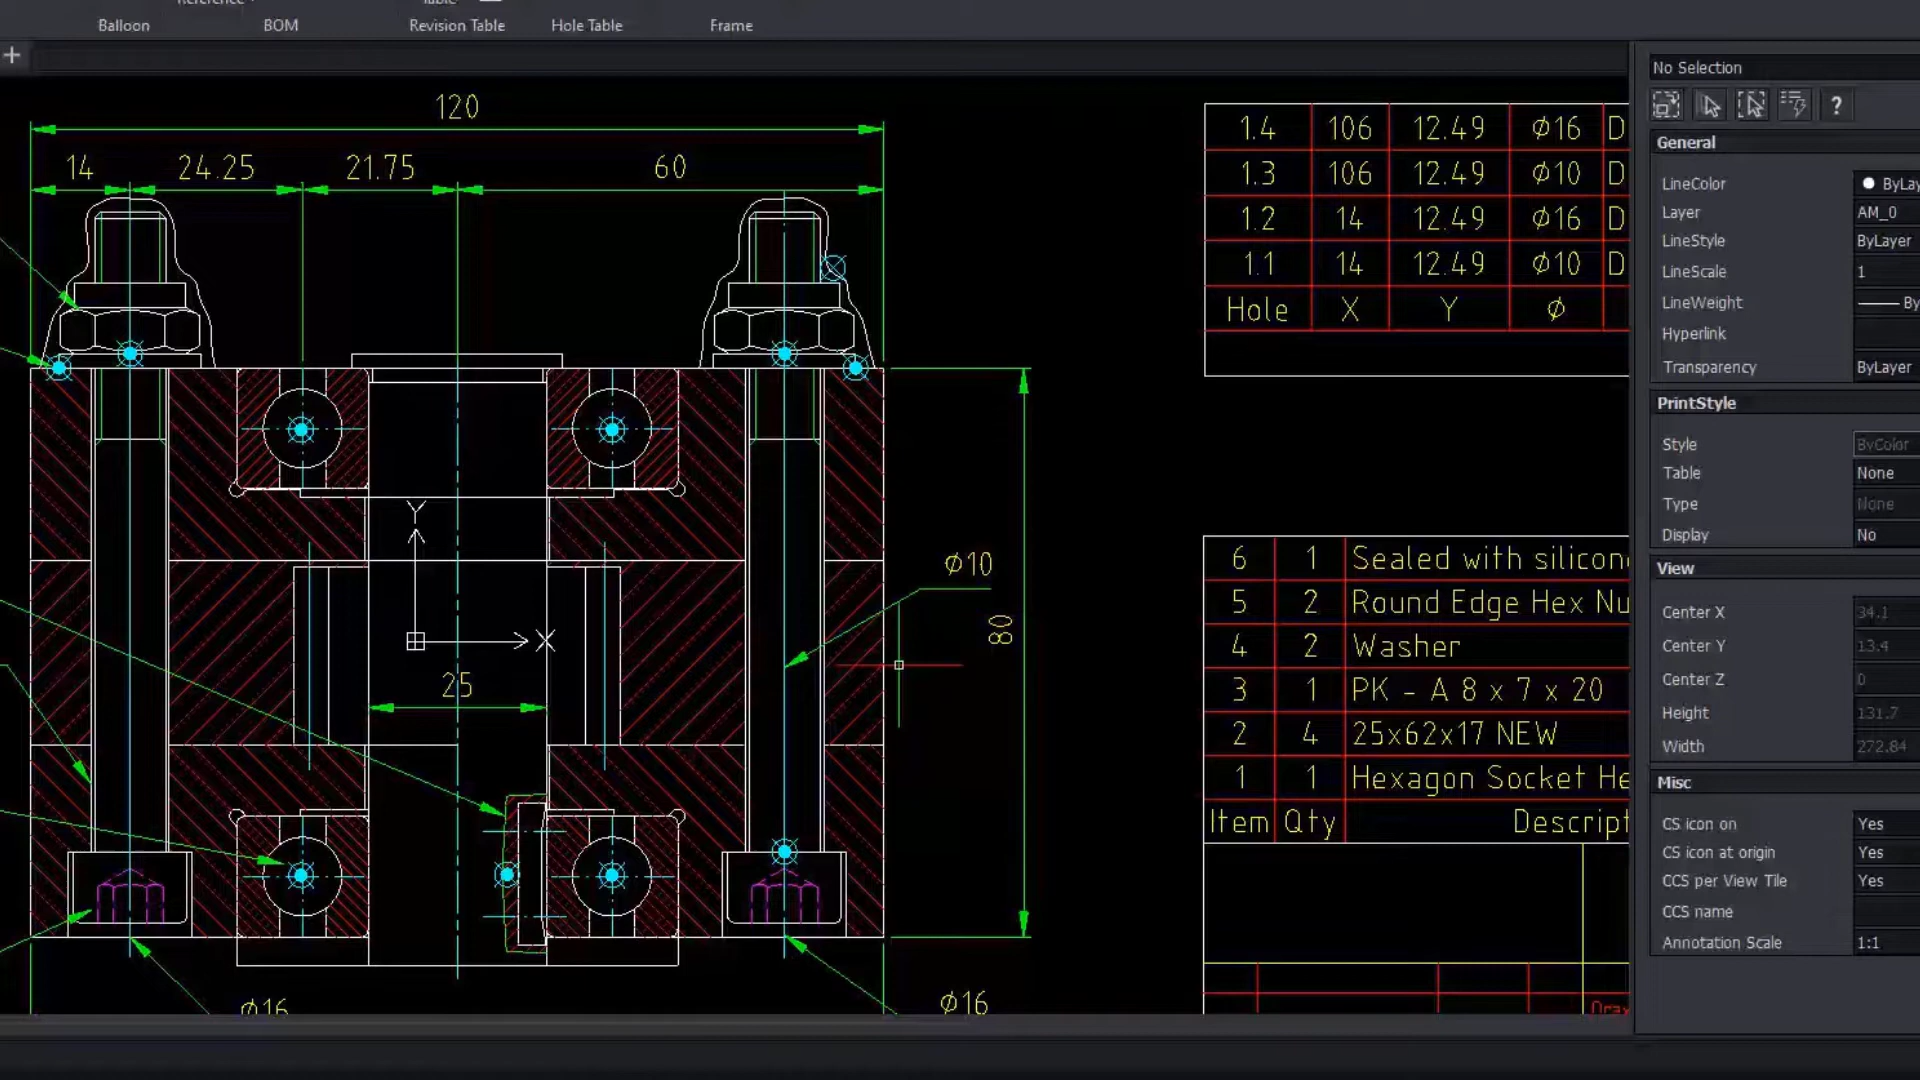 Balloon BOM Revision Table Hole Table Frame
No Selection
120
14 24.25 21.75 60
1.4 106 12.49 Ø16 D
1.3 106 12.49 Ø10 D
1.2 14 12.49 Ø16 D
1.1 14 12.49 Ø10 D
Hole X Y Ø
Y
X
25
Ø10
80
Ø16
Ø16
6 1 Sealed with silicon
5 2 Round Edge Hex Nu
4 2 Washer
3 1 PK - A 8 x 7 x 20
2 4 25x62x17 NEW
1 1 Hexagon Socket He
Item Qty Descript
Draw
General
LineColor ByLay
Layer AM_0
LineStyle ByLayer
LineScale 1
LineWeight By
Hyperlink
Transparency ByLayer
PrintStyle
Style ByColor
Table None
Type None
Display No
View
Center X 34.1
Center Y 13.4
Center Z 0
Height 131.7
Width 272.84
Misc
CS icon on Yes
CS icon at origin Yes
CCS per View Tile Yes
CCS name
Annotation Scale 1:1